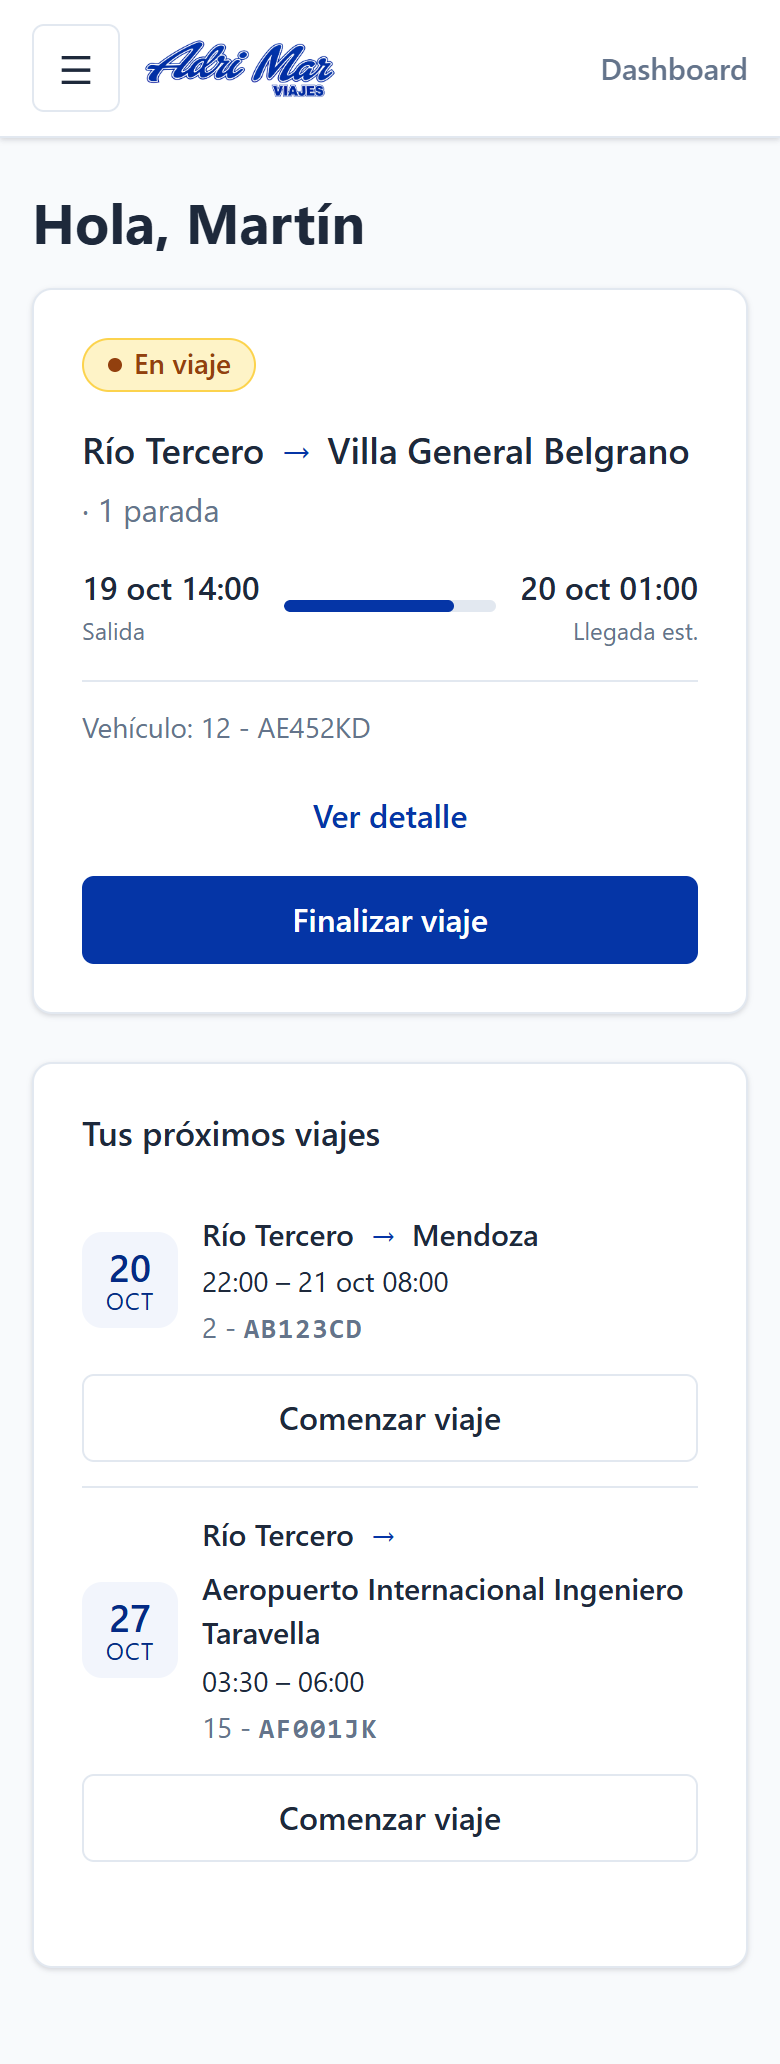 ☰
Adri Mar
VIAJES
Dashboard
Hola, Martín
En viaje
Río Tercero → Villa General Belgrano
· 1 parada
19 oct 14:00
Salida
20 oct 01:00
Llegada est.
Vehículo: 12 - AE452KD
Ver detalle
Finalizar viaje
Tus próximos viajes
20
OCT
Río Tercero → Mendoza
22:00 – 21 oct 08:00
2 - AB123CD
Comenzar viaje
27
OCT
Río Tercero →
Aeropuerto Internacional Ingeniero
Taravella
03:30 – 06:00
15 - AF001JK
Comenzar viaje